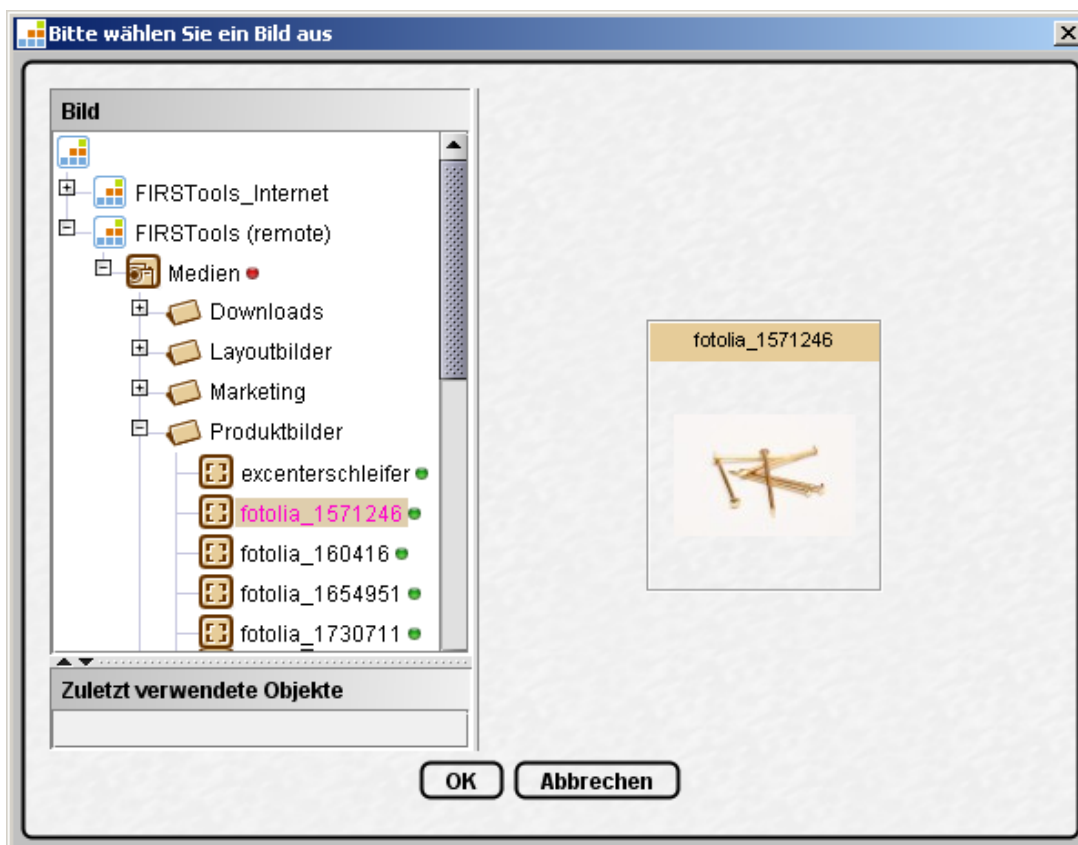 Bitte wählen Sie ein Bild aus
Bild
FIRSTools_Internet
FIRSTools (remote)
Medien
Downloads
Layoutbilder
Marketing
Produktbilder
excenterschleifer
fotolia_1571246
fotolia_160416
fotolia_1654951
fotolia_1730711
Zuletzt verwendete Objekte
fotolia_1571246
OK Abbrechen